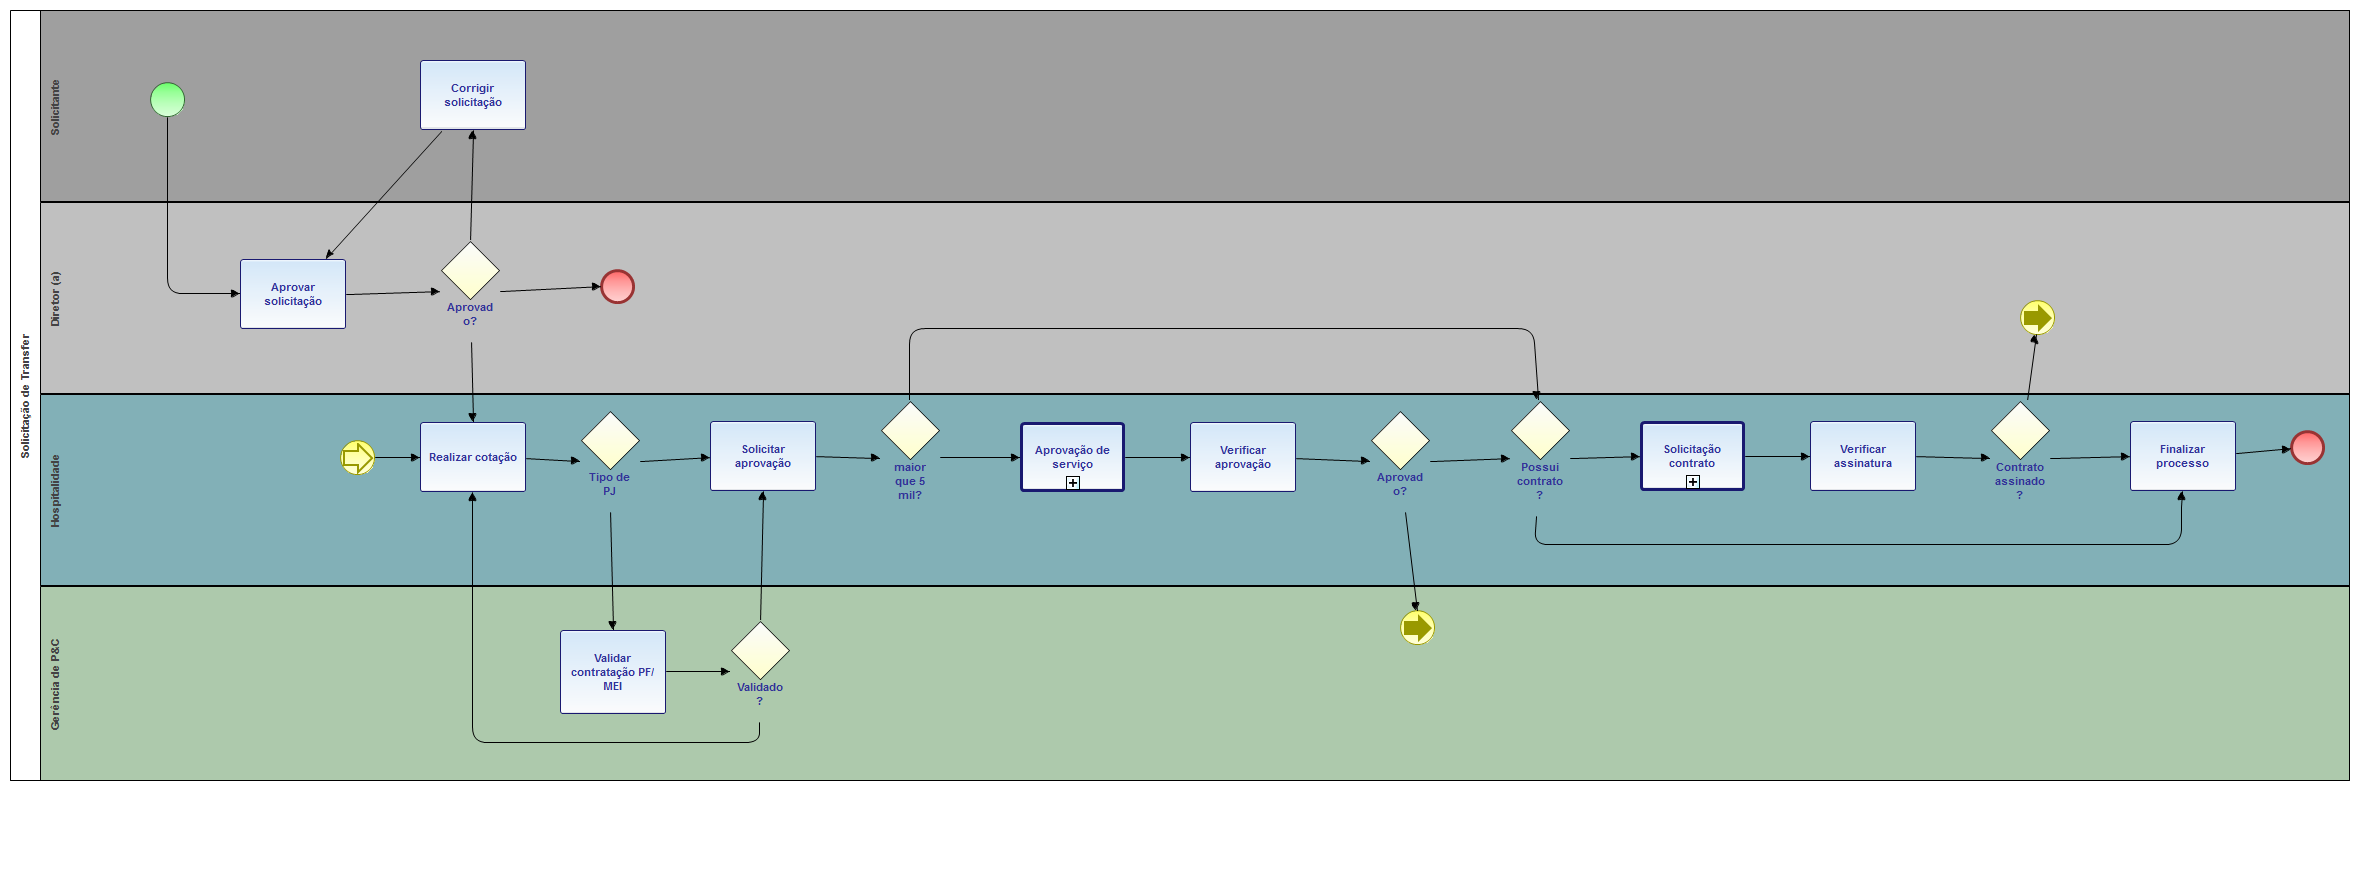 Solicitação de Transfer
Solicitante
Corrigir
solicitação
Diretor (a)
Aprovar
solicitação
Aprovad
o?
Hospitalidade
Realizar cotação
Tipo de
PJ
Solicitar
aprovação
maior
que 5
mil?
Aprovação de
serviço
Verificar
aprovação
Aprovad
o?
Possui
contrato
?
Solicitação
contrato
Verificar
assinatura
Contrato
assinado
?
Finalizar
processo
Gerência de P&C
Validar
contratação PF/
MEI
Validado
?